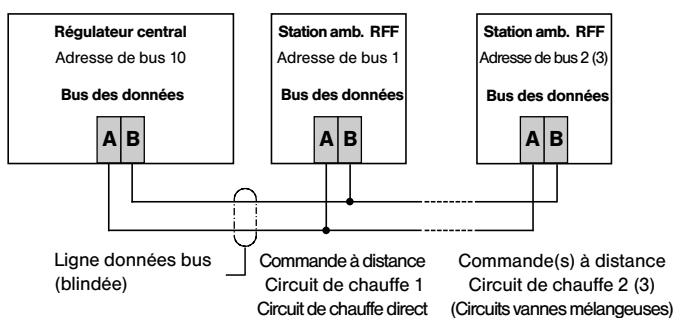 Régulateur central
Adresse de bus 10
Bus des données
A B
Station amb. RFF
Adresse de bus 1
Bus des données
A B
Station amb. RFF
Adresse de bus 2 (3)
Bus des données
A B
Ligne données bus
(blindée)
Commande à distance
Circuit de chauffe 1
Circuit de chauffe direct
Commande(s) à distance
Circuit de chauffe 2 (3)
(Circuits vannes mélangeuses)